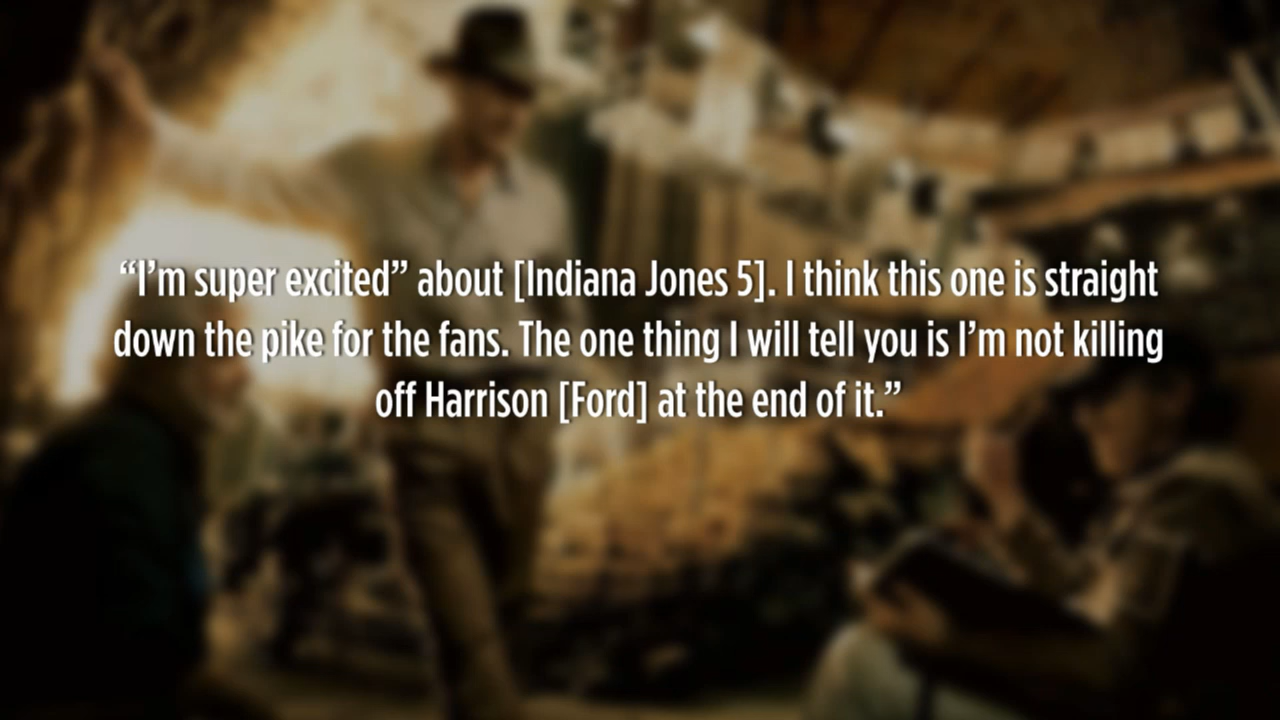 “I’m super excited” about [Indiana Jones 5]. I think this one is straight
down the pike for the fans. The one thing I will tell you is I’m not killing
off Harrison [Ford] at the end of it.”